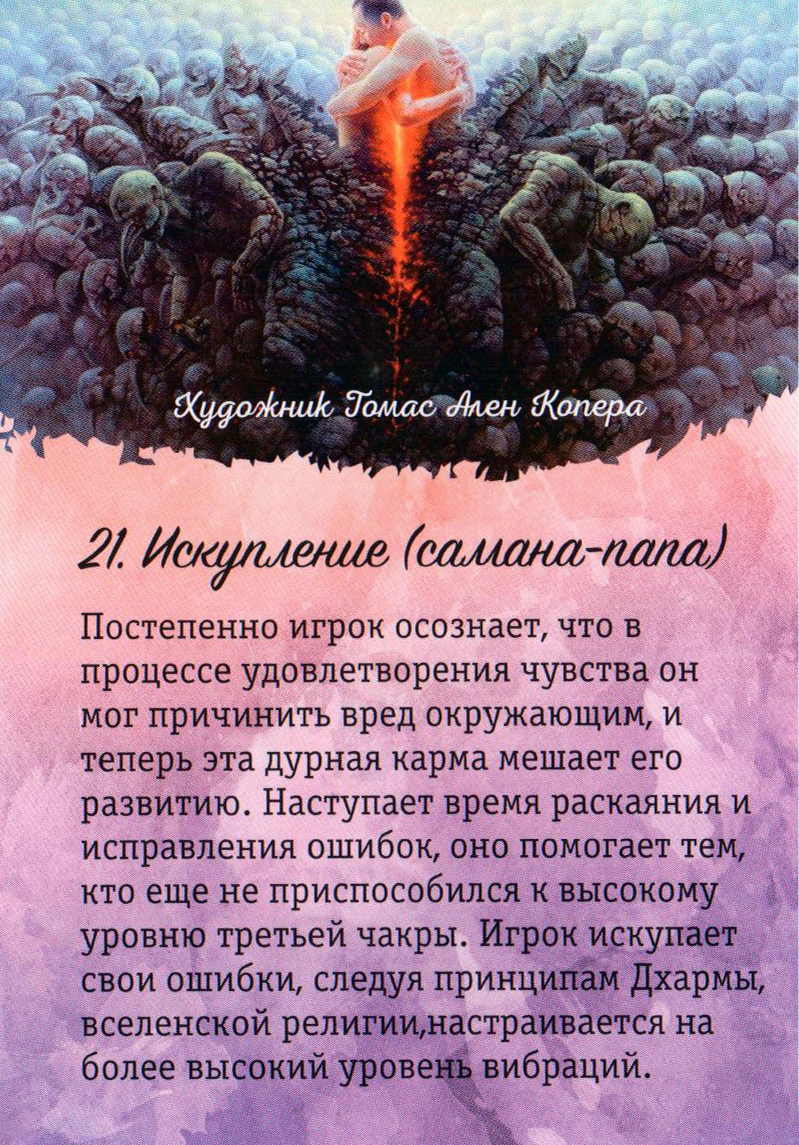 Художник Томас Ален Копера
21. Искупление (самана-папа)
Постепенно игрок осознает, что в
процессе удовлетворения чувства он
мог причинить вред окружающим, и
теперь эта дурная карма мешает его
развитию. Наступает время раскаяния и
исправления ошибок, оно помогает тем,
кто еще не приспособился к высокому
уровню третьей чакры. Игрок искупает
свои ошибки, следуя принципам Дхармы,
вселенской религии,настраивается на
более высокий уровень вибраций.